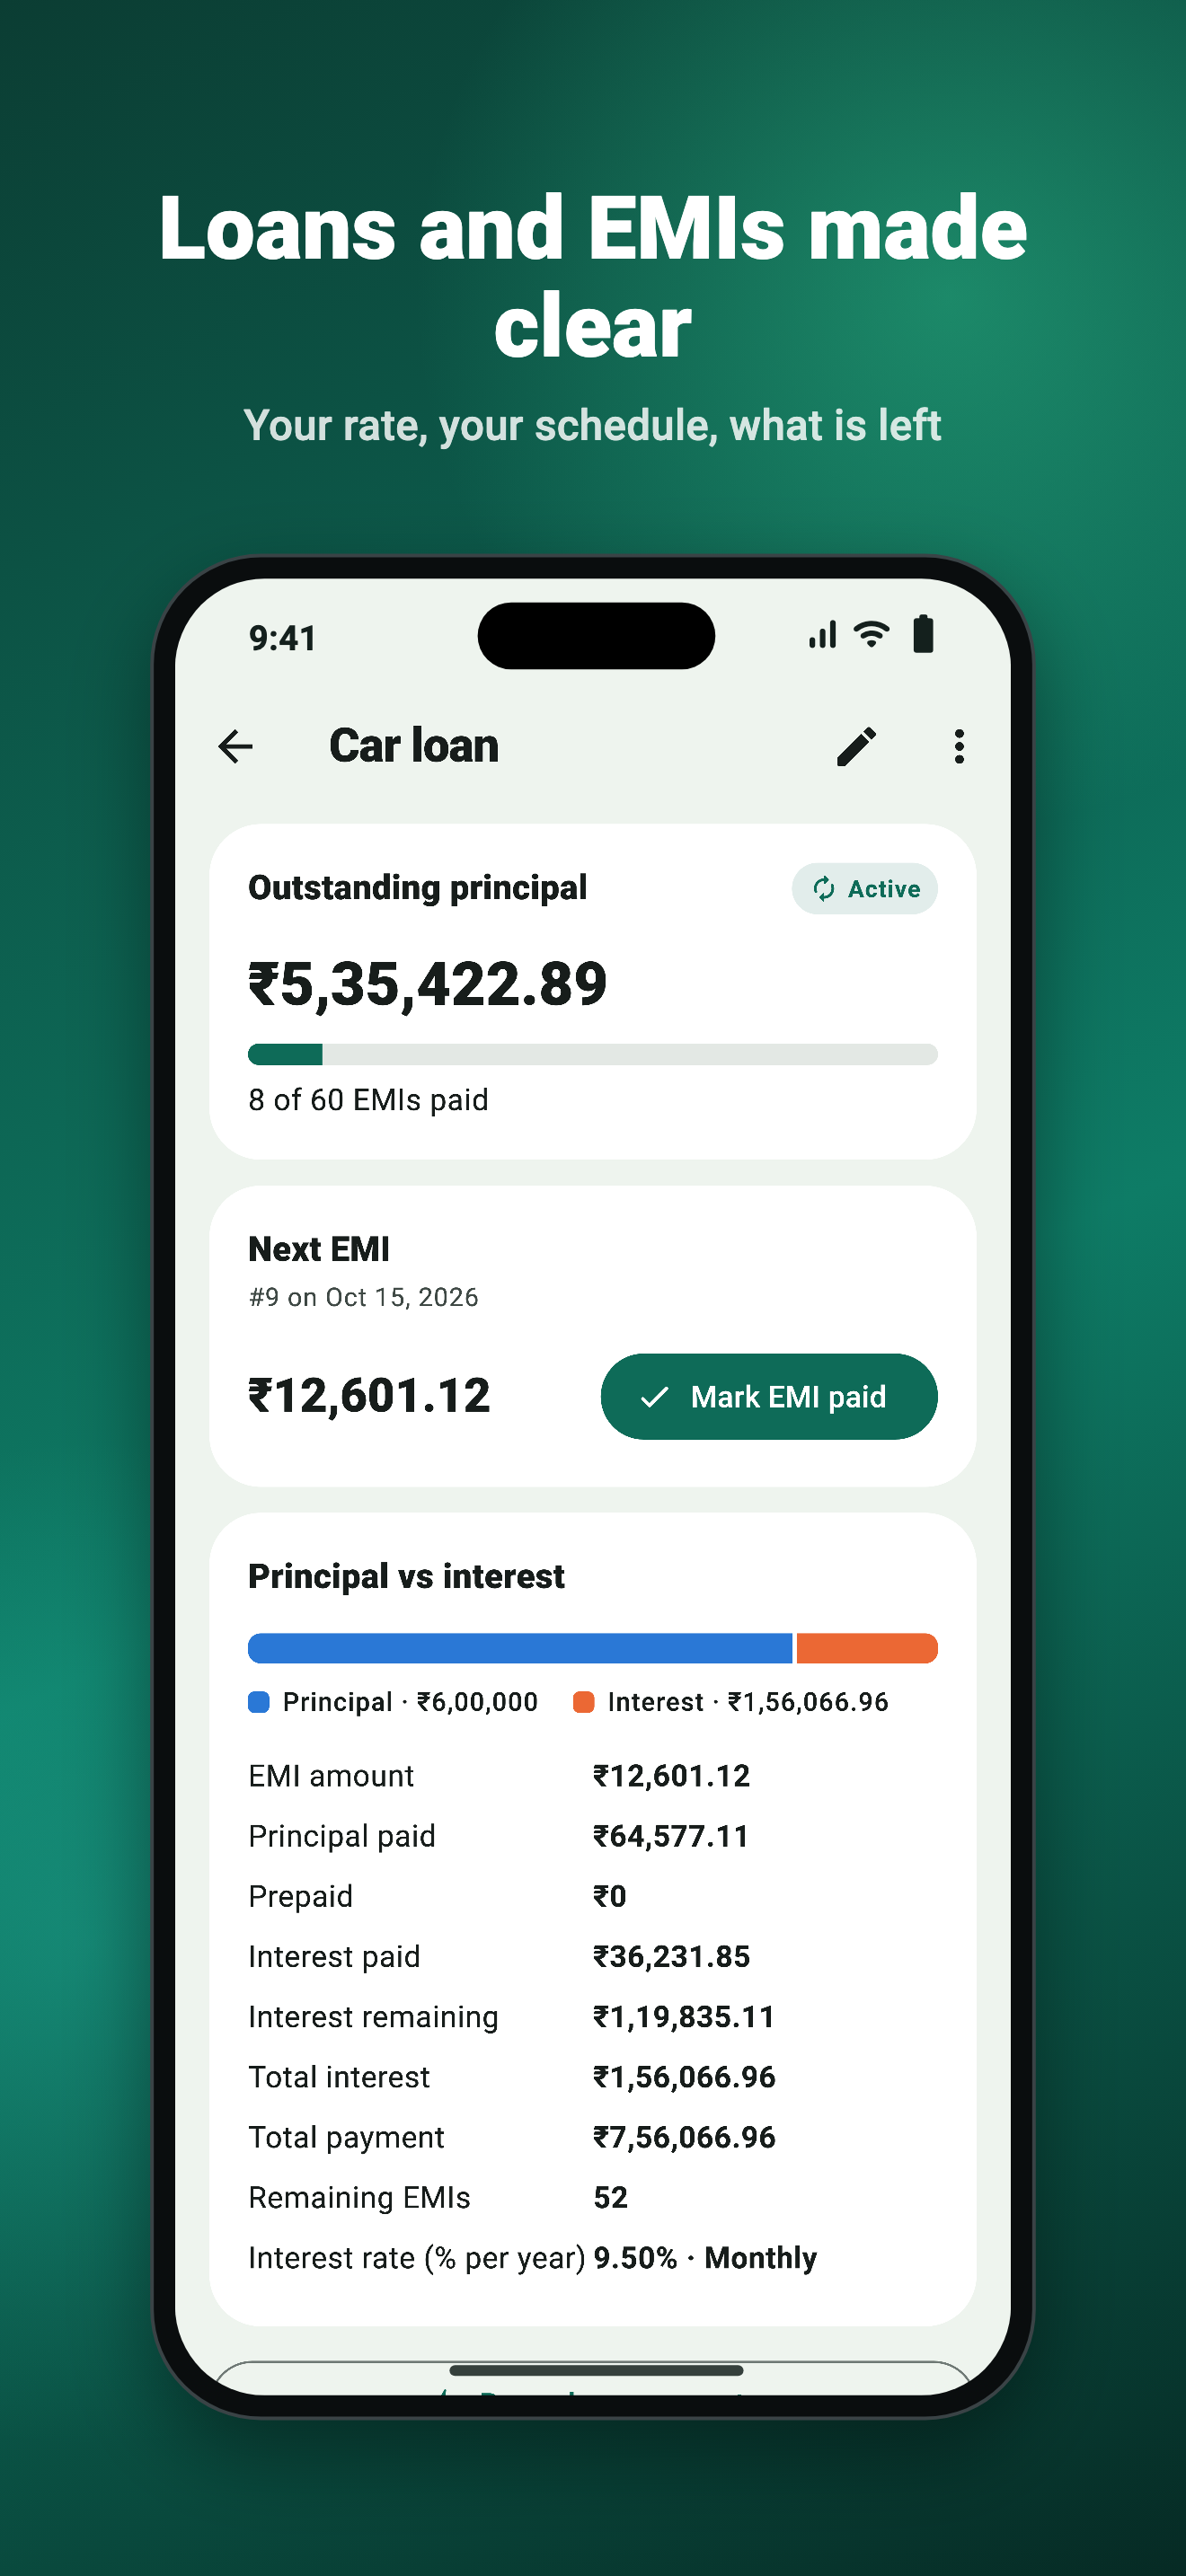 Loans and EMIs made
clear
Your rate, your schedule, what is left
9:41
Car loan
Outstanding principal
Active
₹5,35,422.89
8 of 60 EMIs paid
Next EMI
#9 on Oct 15, 2026
₹12,601.12
Mark EMI paid
Principal vs interest
Principal · ₹6,00,000 Interest · ₹1,56,066.96
EMI amount ₹12,601.12
Principal paid ₹64,577.11
Prepaid ₹0
Interest paid ₹36,231.85
Interest remaining ₹1,19,835.11
Total interest ₹1,56,066.96
Total payment ₹7,56,066.96
Remaining EMIs 52
Interest rate (% per year) 9.50% · Monthly